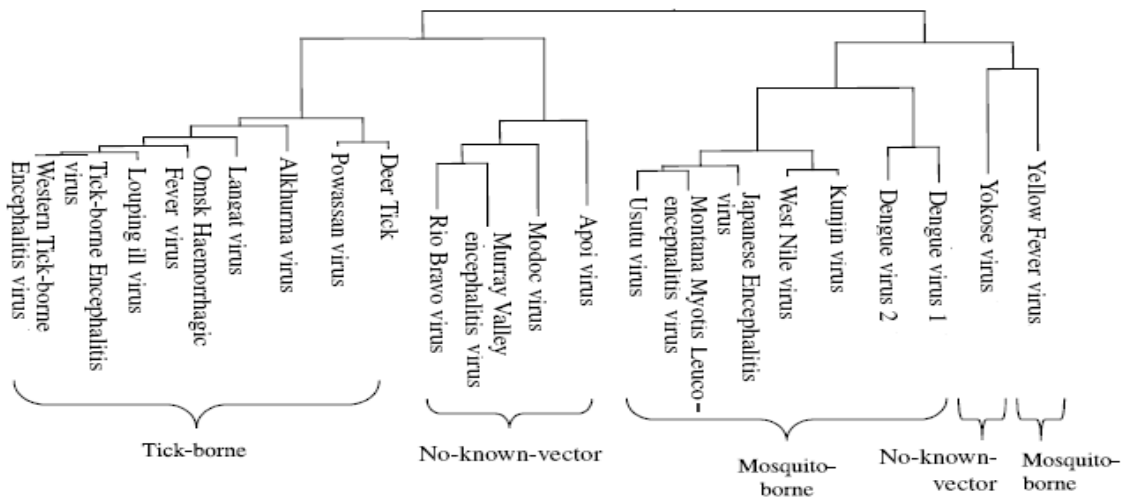 Western Tick-borne
Encephalitis virus
Tick-borne Encephalitis
virus
Louping ill virus
Omsk Haemorrhagic
Fever virus
Langat virus
Alkhurma virus
Powassan virus
Deer Tick
Rio Bravo virus
Murray Valley
encephalitis virus
Modoc virus
Apoi virus
Usutu virus
Montana Myotis Leuco-
encepnalitis virus
Japanese Encephalitis
virus
West Nile virus
Kunjin virus
Dengue virus 2
Dengue virus 1
Yokose virus
Yellow Fever virus
Tick-borne
No-known-vector
Mosquito-
borne
No-known-
vector
Mosquito-
borne